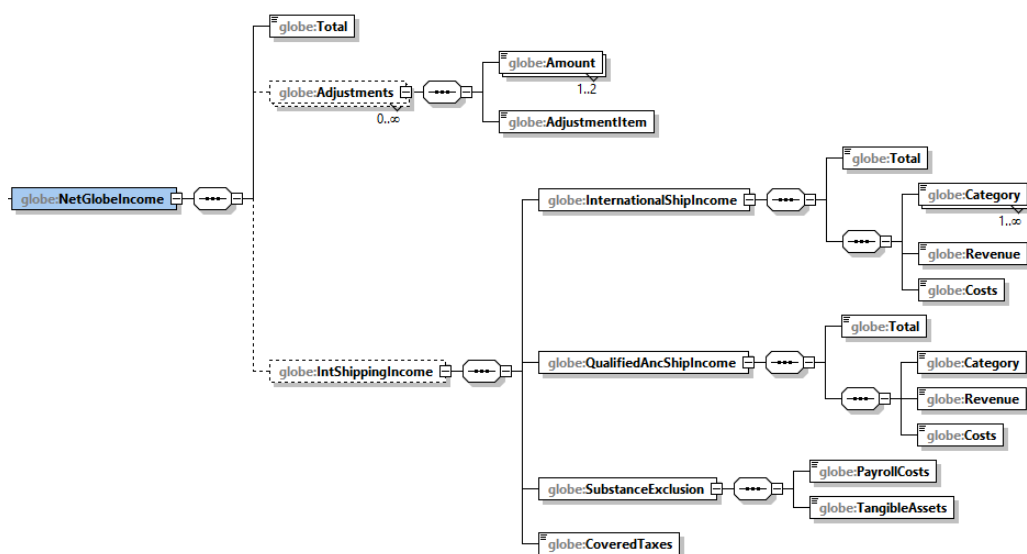 globe:Total
globe:Adjustments
0..∞
globe:Amount
1..2
globe:AdjustmentItem
globe:NetGlobeIncome
globe:IntShippingIncome
globe:InternationalShipIncome
globe:Total
globe:Category
1..∞
globe:Revenue
globe:Costs
globe:QualifiedAncShipIncome
globe:Total
globe:Category
globe:Revenue
globe:Costs
globe:SubstanceExclusion
globe:PayrollCosts
globe:TangibleAssets
globe:CoveredTaxes